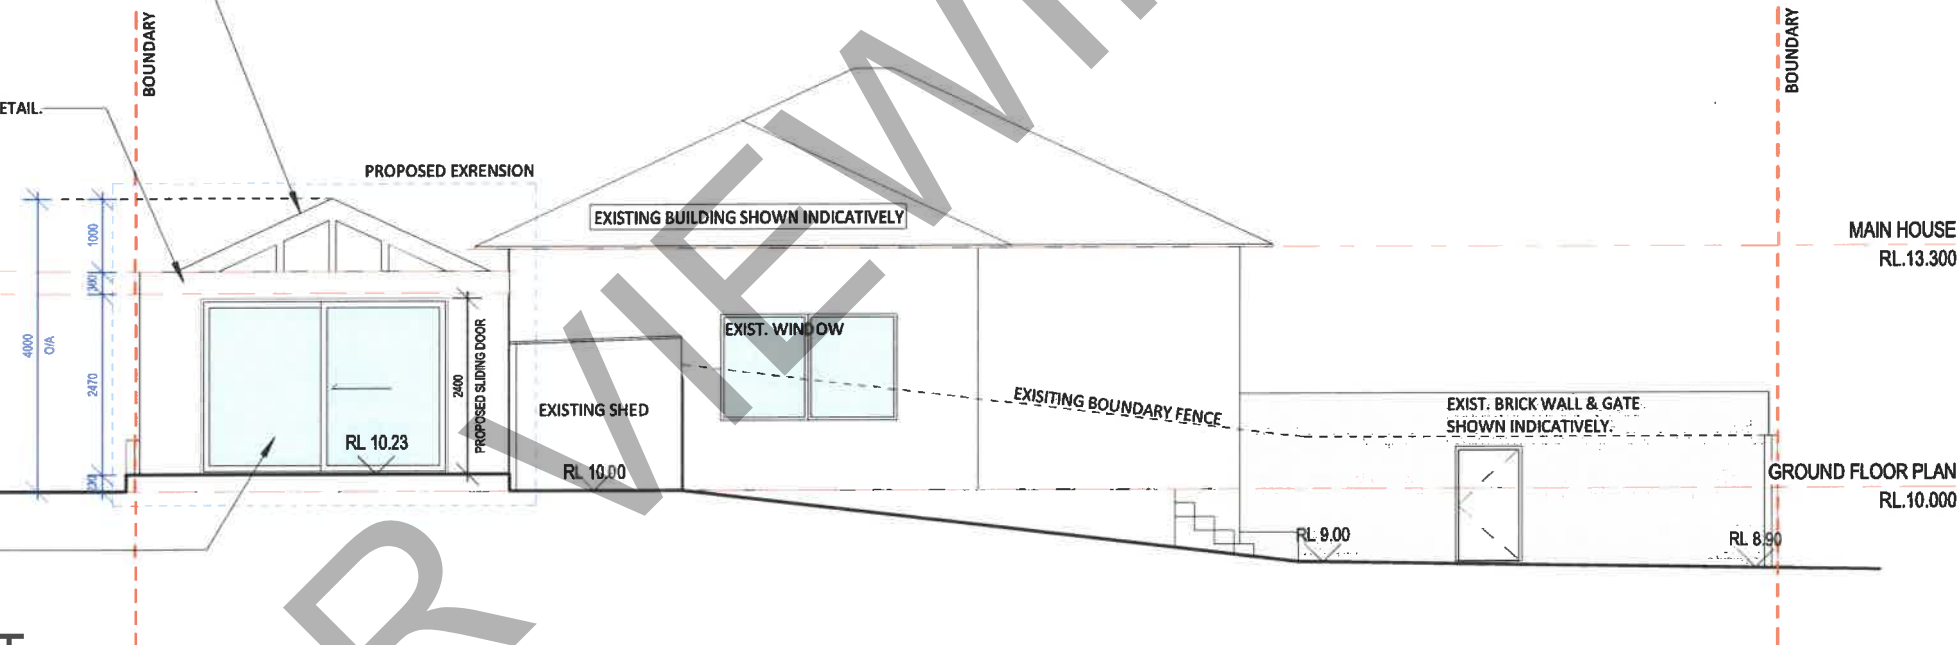 BOUNDARY
BOUNDARY
ETAIL.
PROPOSED EXRENSION
EXISTING BUILDING SHOWN INDICATIVELY
MAIN HOUSE
RL.13.300
1000
4000
O/A
2470
2400
PROPOSED SLIDING DOOR
EXIST. WINDOW
EXISTING SHED
EXISITING BOUNDARY FENCE
EXIST. BRICK WALL & GATE
SHOWN INDICATIVELY.
RL 10.23
RL 10.00
GROUND FLOOR PLAN
RL.10.000
RL 9.00
RL 8.90
R VIEWI